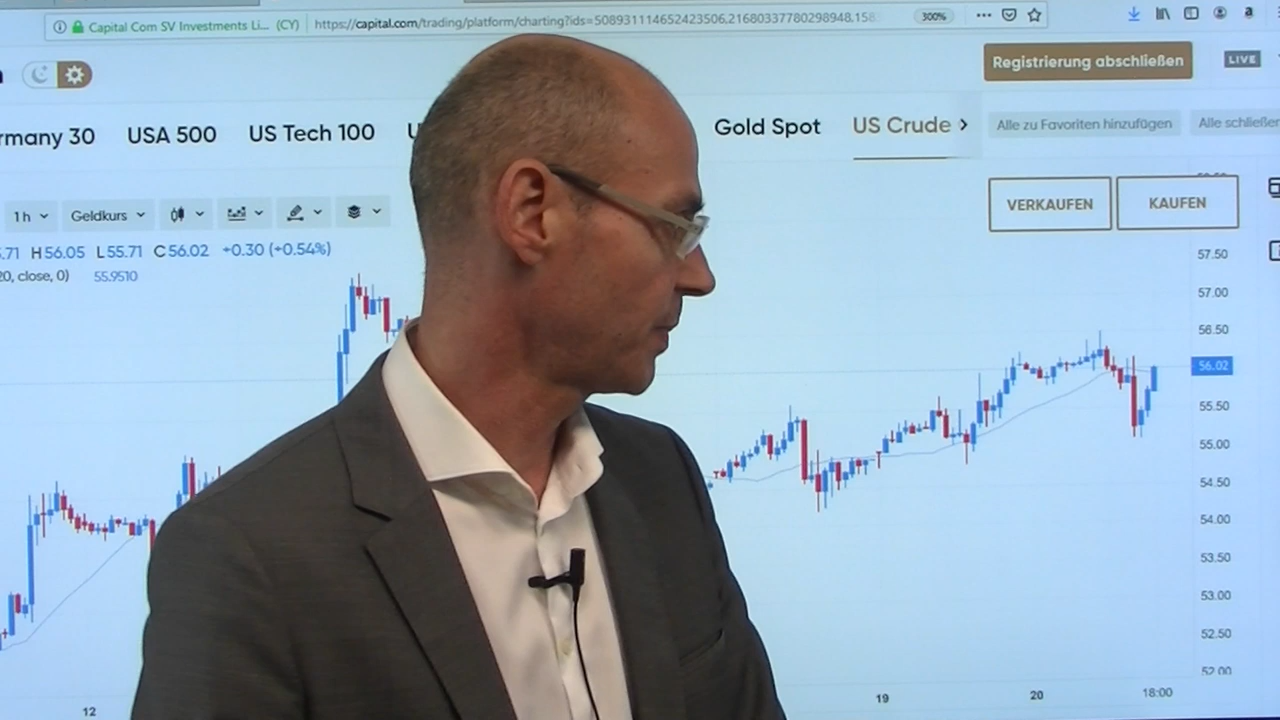 Capital Com SV Investments Li... (CY)
https://capital.com/trading/platform/charting?ids=508931114652423506,21680337780298948,158
300%
Registrierung abschließen
LIVE
rmany 30
USA 500
US Tech 100
Gold Spot
US Crude
Alle zu Favoriten hinzufügen
Alle schließen
1h
Geldkurs
VERKAUFEN
KAUFEN
.71 H56.05 L55.71 C56.02 +0.30 (+0.54%)
20, close, 0) 55.9510
57.50
57.00
56.50
56.02
55.50
55.00
54.50
54.00
53.50
53.00
52.50
52.00
12
19
20
18:00